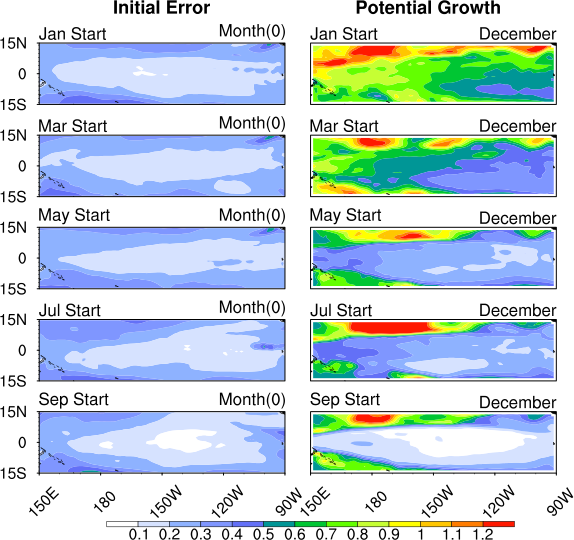 Initial Error Potential Growth
Jan Start Month(0) Jan Start December
15N
0
15S
Mar Start Month(0) Mar Start December
15N
0
15S
May Start Month(0) May Start December
15N
0
15S
Jul Start Month(0) Jul Start December
15N
0
15S
Sep Start Month(0) Sep Start December
15N
0
15S
150E 180 150W 120W 90W 150E 180 150W 120W 90W
0.1 0.2 0.3 0.4 0.5 0.6 0.7 0.8 0.9 1 1.1 1.2